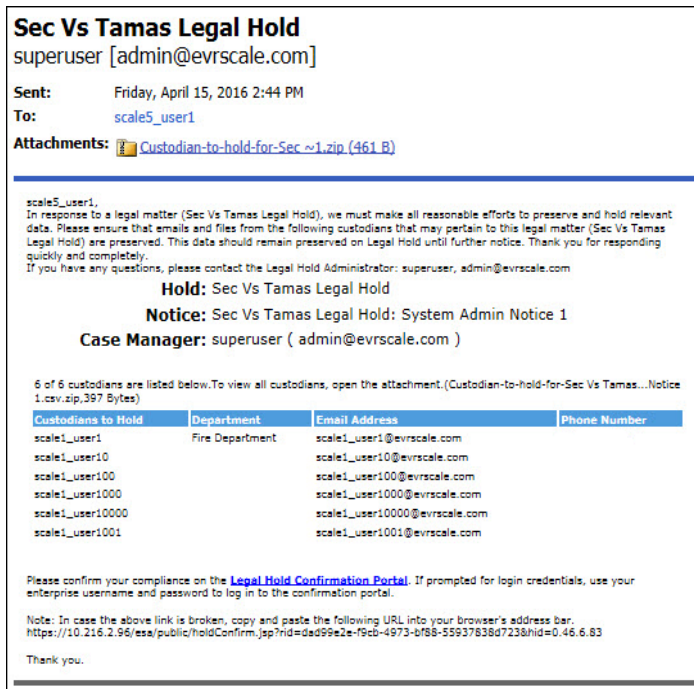 Sec Vs Tamas Legal Hold
superuser [admin@evrscale.com]
Sent: Friday, April 15, 2016 2:44 PM
To: scale5_user1
Attachments: Custodian-to-hold-for-Sec ~1.zip (461 B)
scale5_user1,
In response to a legal matter (Sec Vs Tamas Legal Hold), we must make all reasonable efforts to preserve and hold relevant
data. Please ensure that emails and files from the following custodians that may pertain to this legal matter (Sec Vs Tamas
Legal Hold) are preserved. This data should remain preserved on Legal Hold until further notice. Thank you for responding
quickly and completely.
If you have any questions, please contact the Legal Hold Administrator: superuser, admin@evrscale.com
Hold: Sec Vs Tamas Legal Hold
Notice: Sec Vs Tamas Legal Hold: System Admin Notice 1
Case Manager: superuser ( admin@evrscale.com )
6 of 6 custodians are listed below.To view all custodians, open the attachment.(Custodian-to-hold-for-Sec Vs Tamas...Notice
1.csv.zip,397 Bytes)
Custodians to Hold Department Email Address Phone Number
scale1_user1 Fire Department scale1_user1@evrscale.com
scale1_user10 scale1_user10@evrscale.com
scale1_user100 scale1_user100@evrscale.com
scale1_user1000 scale1_user1000@evrscale.com
scale1_user10000 scale1_user10000@evrscale.com
scale1_user1001 scale1_user1001@evrscale.com
Please confirm your compliance on the Legal Hold Confirmation Portal. If prompted for login credentials, use your
enterprise username and password to log in to the confirmation portal.
Note: In case the above link is broken, copy and paste the following URL into your browser's address bar.
https://10.216.2.96/esa/public/holdConfirm.jsp?rid=dad99e2e-f9cb-4973-bf88-55937838d723&hid=0.46.6.83
Thank you.